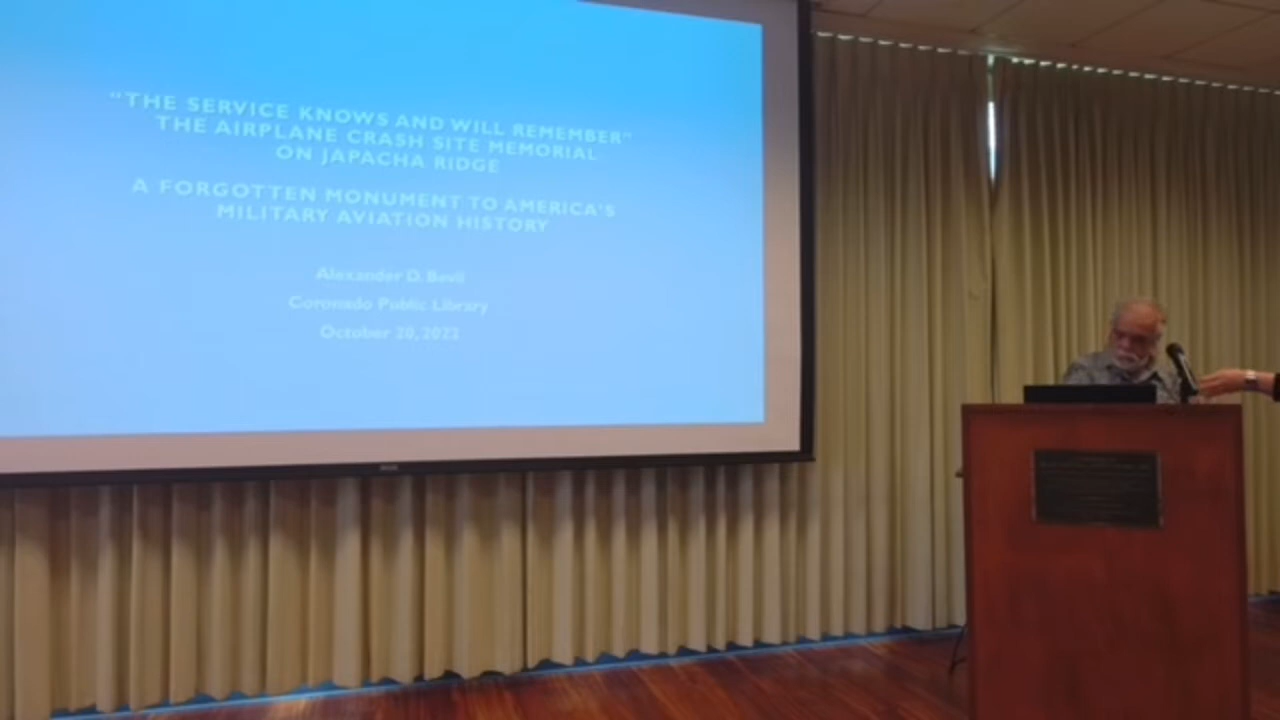 "THE SERVICE KNOWS AND WILL REMEMBER"
THE AIRPLANE CRASH SITE MEMORIAL
ON JAPACHA RIDGE
A FORGOTTEN MONUMENT TO AMERICA'S
MILITARY AVIATION HISTORY
Alexander D. Bevil
Coronado Public Library
October 20, 2022